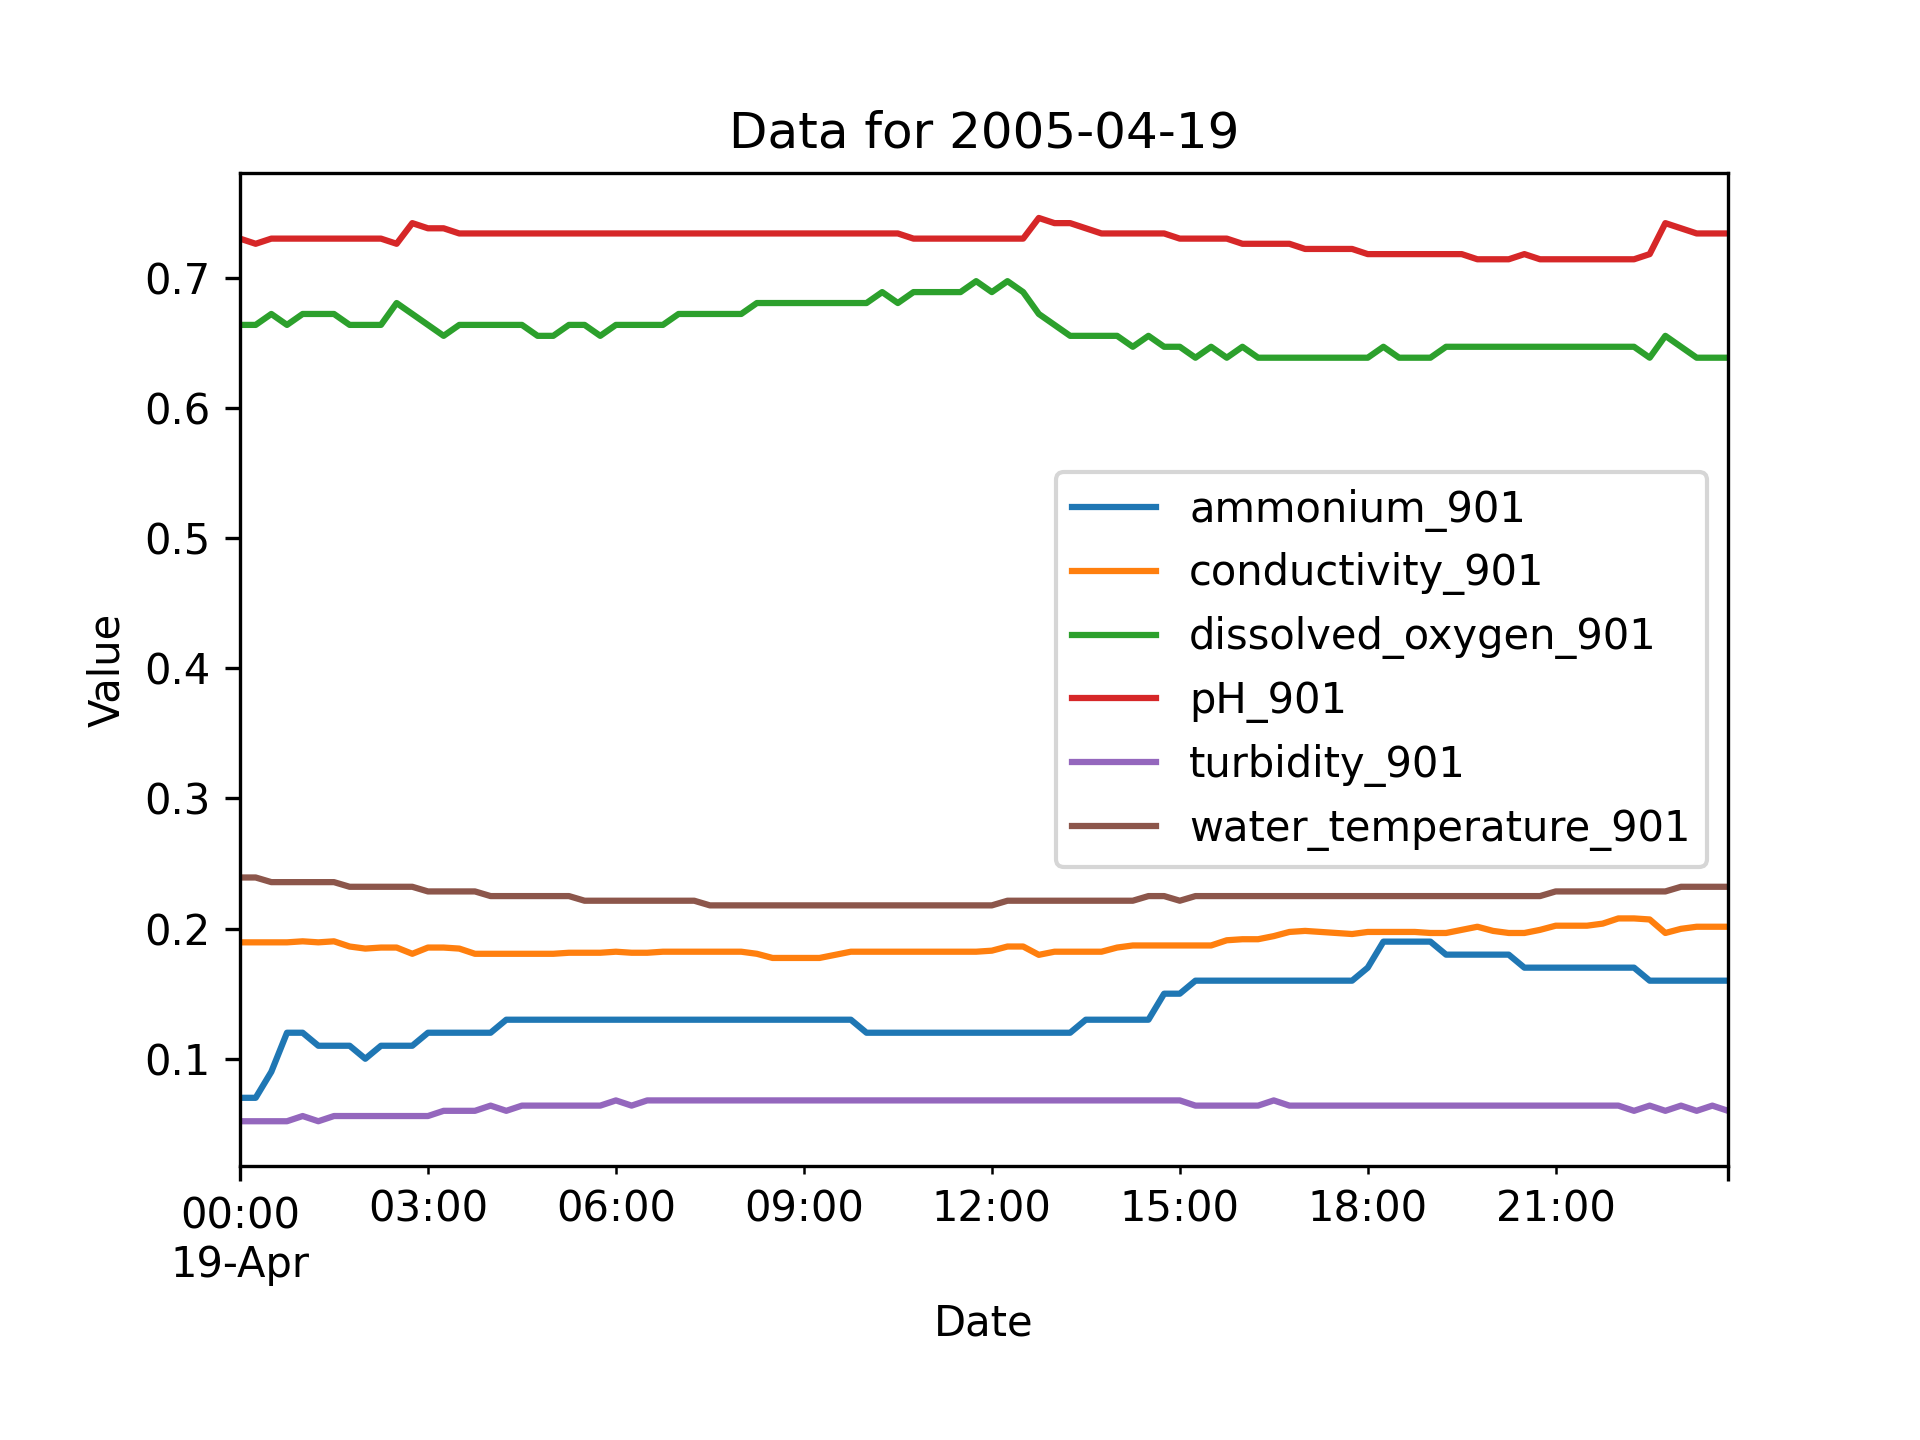 Data for 2005-04-19
Value
0.7
0.6
0.5
0.4
0.3
0.2
0.1
ammonium_901
conductivity_901
dissolved_oxygen_901
pH_901
turbidity_901
water_temperature_901
00:00 03:00 06:00 09:00 12:00 15:00 18:00 21:00
19-Apr
Date